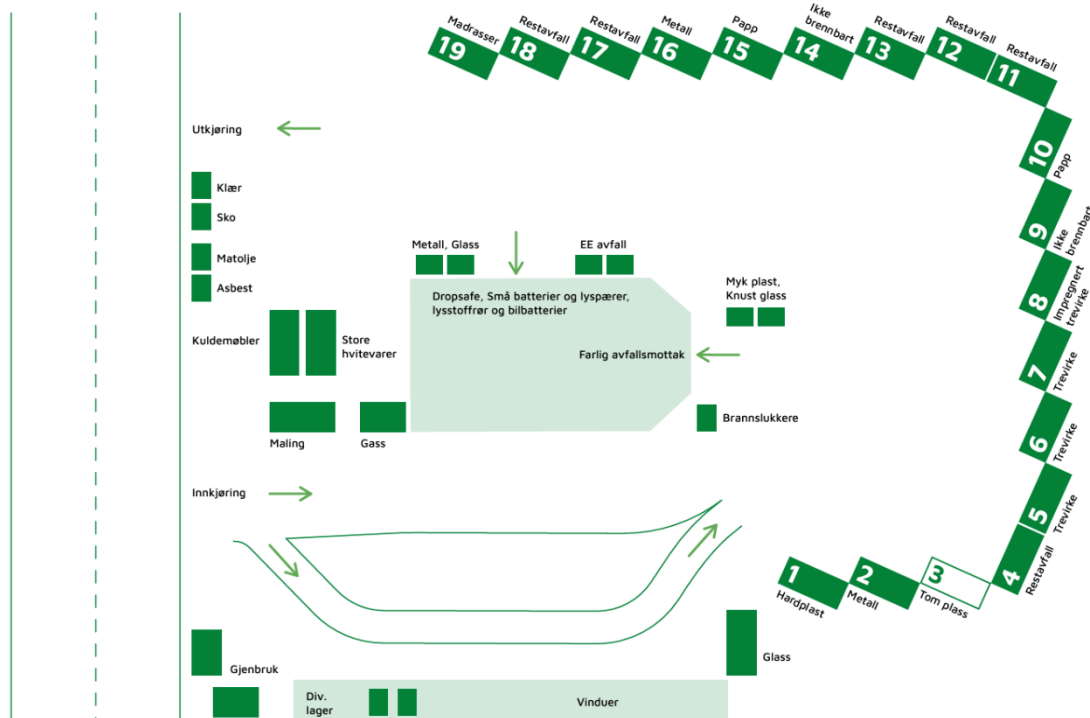 Madrasser
19
Restavfall
18
Restavfall
17
Metall
16
Papp
15
Ikke
brennbart
14
Restavfall
13
Restavfall
12
Restavfall
11
Papp
10
Ikke
brennbart
9
Impregnert
trevirke
8
Trevirke
7
Trevirke
6
Trevirke
5
Restavfall
4
Tom plass
3
Metall
2
Hardplast
1
Utkjøring
Klær
Sko
Matolje
Asbest
Kuldemøbler
Store
hvitevarer
Maling
Gass
Metall, Glass
EE avfall
Dropsafe, Små batterier og lyspærer,
lysstoffrør og bilbatterier
Farlig avfallsmottak
Myk plast,
Knust glass
Brannslukkere
Innkjøring
Gjenbruk
Div.
lager
Vinduer
Glass